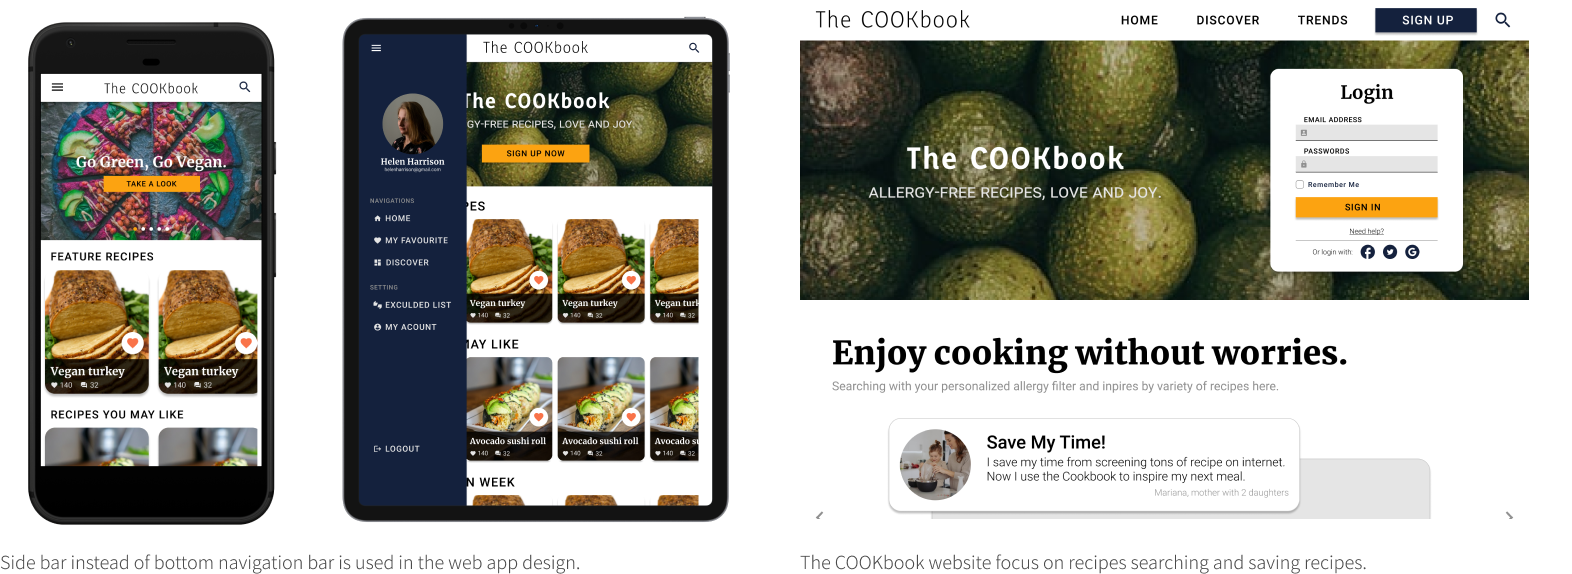 The COOKbook
Go Green, Go Vegan.
TAKE A LOOK
FEATURE RECIPES
Vegan turkey
140 32
Vegan turkey
140 32
RECIPES YOU MAY LIKE
Helen Harrison
helenharrison@gmail.com
NAVIGATIONS
HOME
MY FAVOURITE
DISCOVER
SETTING
EXCULDED LIST
MY ACOUNT
LOGOUT
The COOKbook
The COOKbook
GY-FREE RECIPES, LOVE AND JOY.
SIGN UP NOW
PES
Vegan turkey
140 32
Vegan turkey
140 32
Vegan turk
140 32
MAY LIKE
Avocado sushi roll
140 32
Avocado sushi roll
140 32
Avocado su
140 32
N WEEK
Side bar instead of bottom navigation bar is used in the web app design.
The COOKbook
HOME DISCOVER TRENDS SIGN UP
The COOKbook
ALLERGY-FREE RECIPES, LOVE AND JOY.
Login
EMAIL ADDRESS
PASSWORDS
Remember Me
SIGN IN
Need help?
Or login with:
Enjoy cooking without worries.
Searching with your personalized allergy filter and inpires by variety of recipes here.
Save My Time!
I save my time from screening tons of recipe on internet.
Now I use the Cookbook to inspire my next meal.
Mariana, mother with 2 daughters
The COOKbook website focus on recipes searching and saving recipes.